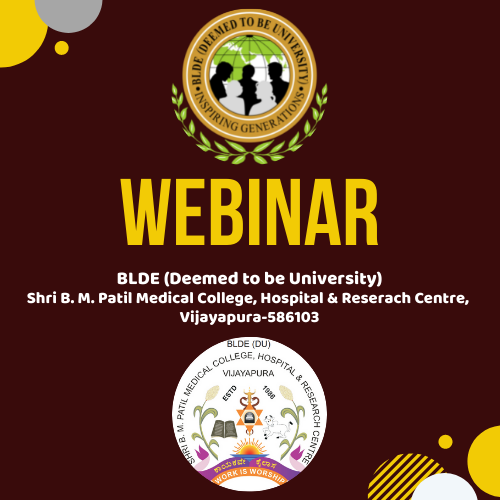 BLDE (DEEMED TO BE UNIVERSITY)
• INSPIRING GENERATIONS •
WEBINAR
BLDE (Deemed to be University)
Shri B. M. Patil Medical College, Hospital & Reserach Centre,
Vijayapura-586103
BLDE (DU)
SHRI B. M. PATIL MEDICAL COLLEGE, HOSPITAL & RESEARCH CENTRE
VIJAYAPURA
ESTD 1986
ಕಾಯಕವೇ ಕೈಲಾಸ
WORK IS WORSHIP